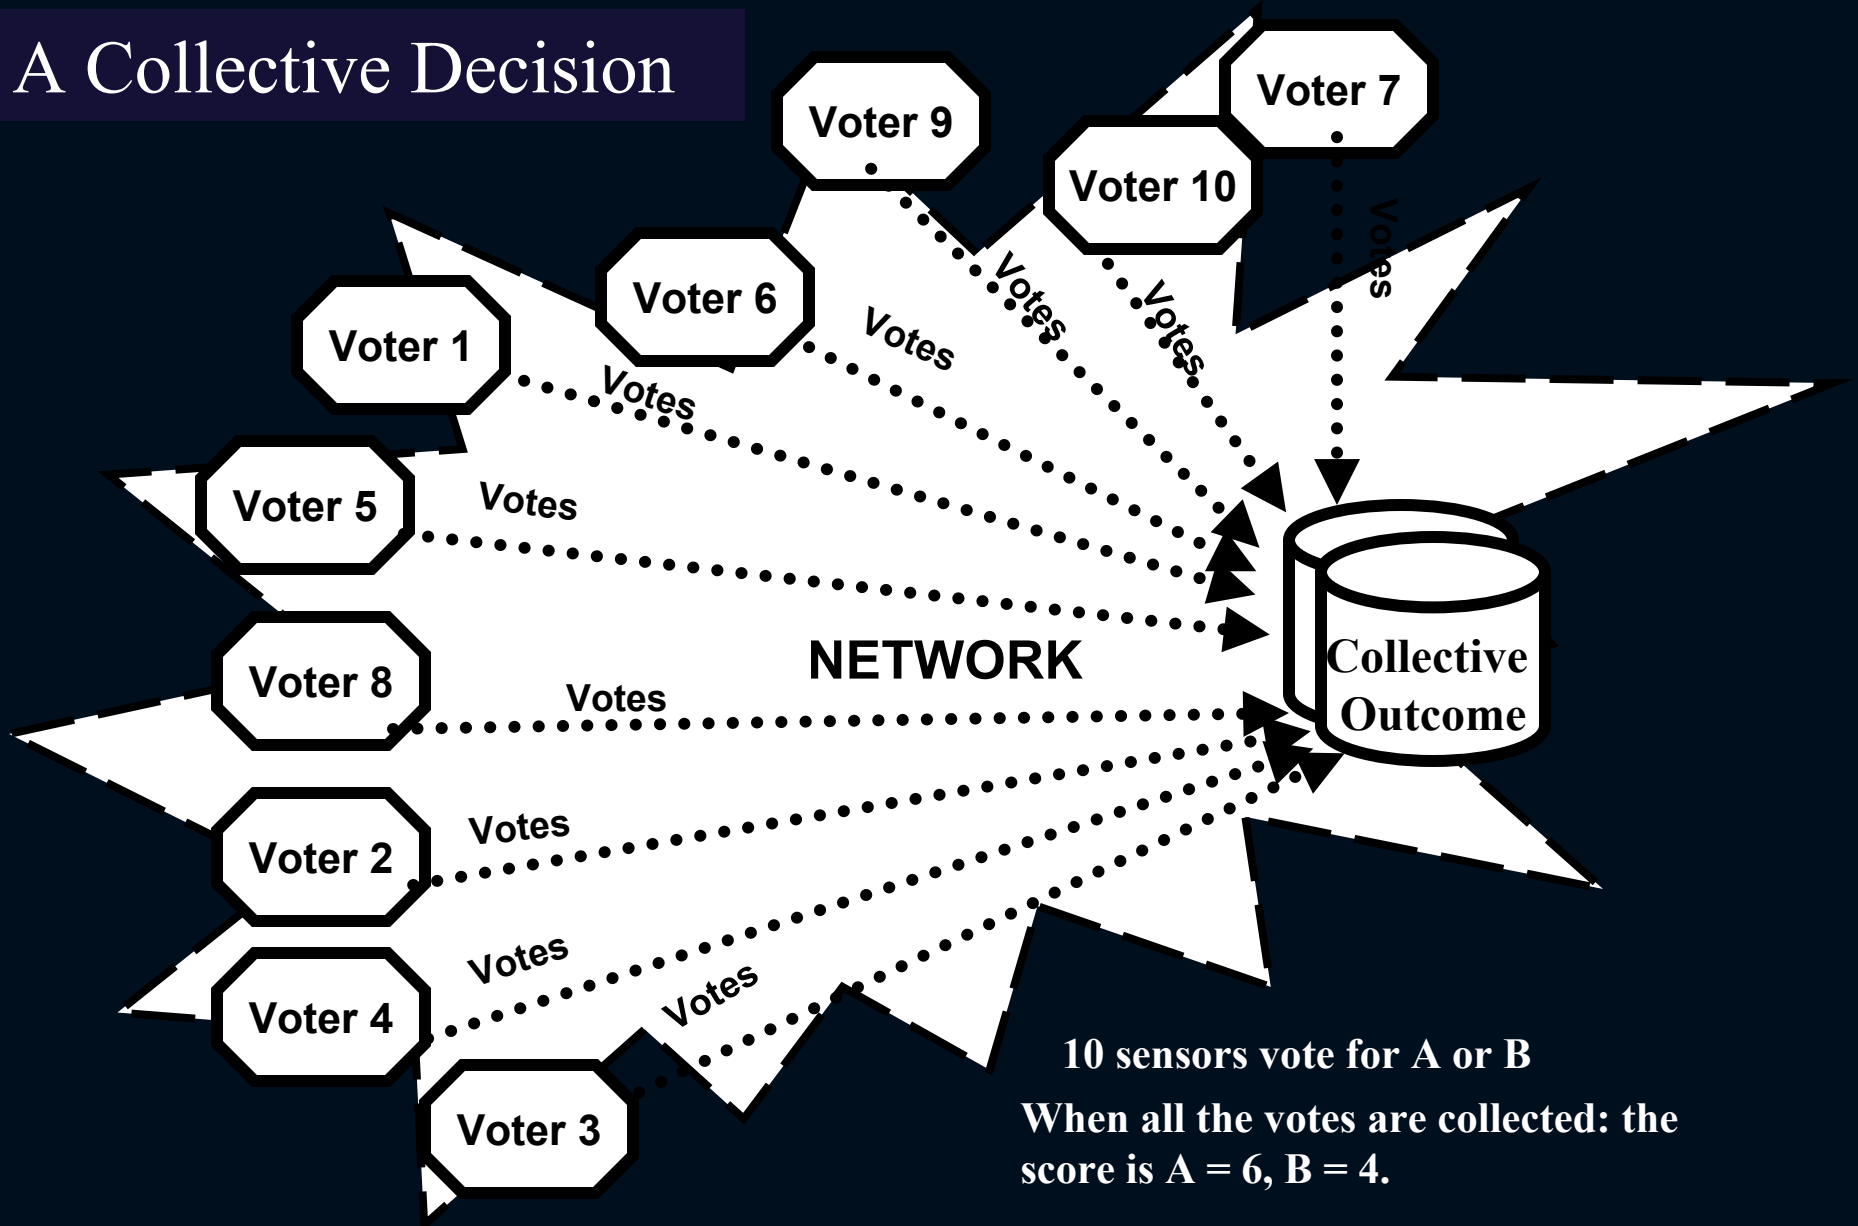 A Collective Decision
Voter 7
Voter 9
Voter 10
Votes
Voter 6
Votes
Votes
Voter 1
Votes
Votes
Voter 5
Votes
NETWORK
Collective
Outcome
Voter 8
Votes
Voter 2
Votes
Votes
Voter 4
Votes
Voter 3
10 sensors vote for A or B
When all the votes are collected: the
score is A = 6, B = 4.